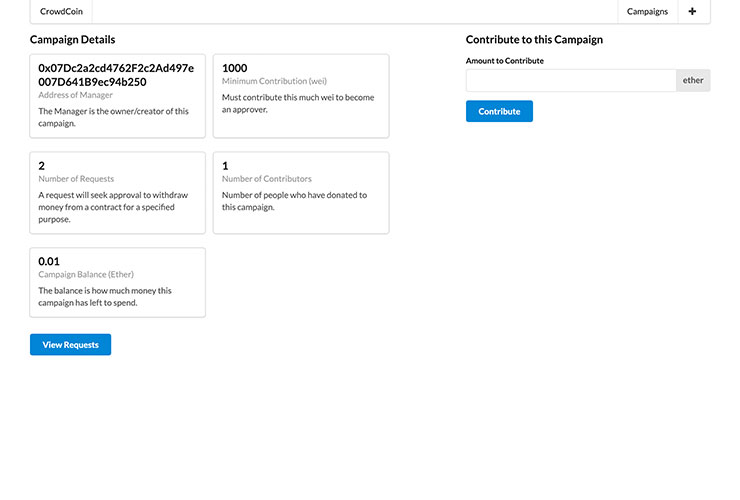 CrowdCoin
Campaigns
Campaign Details
0x07Dc2a2cd4762F2c2Ad497e
007D641B9ec94b250
Address of Manager
The Manager is the owner/creator of this
campaign.
1000
Minimum Contribution (wei)
Must contribute this much wei to become
an approver.
2
Number of Requests
A request will seek approval to withdraw
money from a contract for a specified
purpose.
1
Number of Contributors
Number of people who have donated to
this campaign.
0.01
Campaign Balance (Ether)
The balance is how much money this
campaign has left to spend.
View Requests
Contribute to this Campaign
Amount to Contribute
ether
Contribute